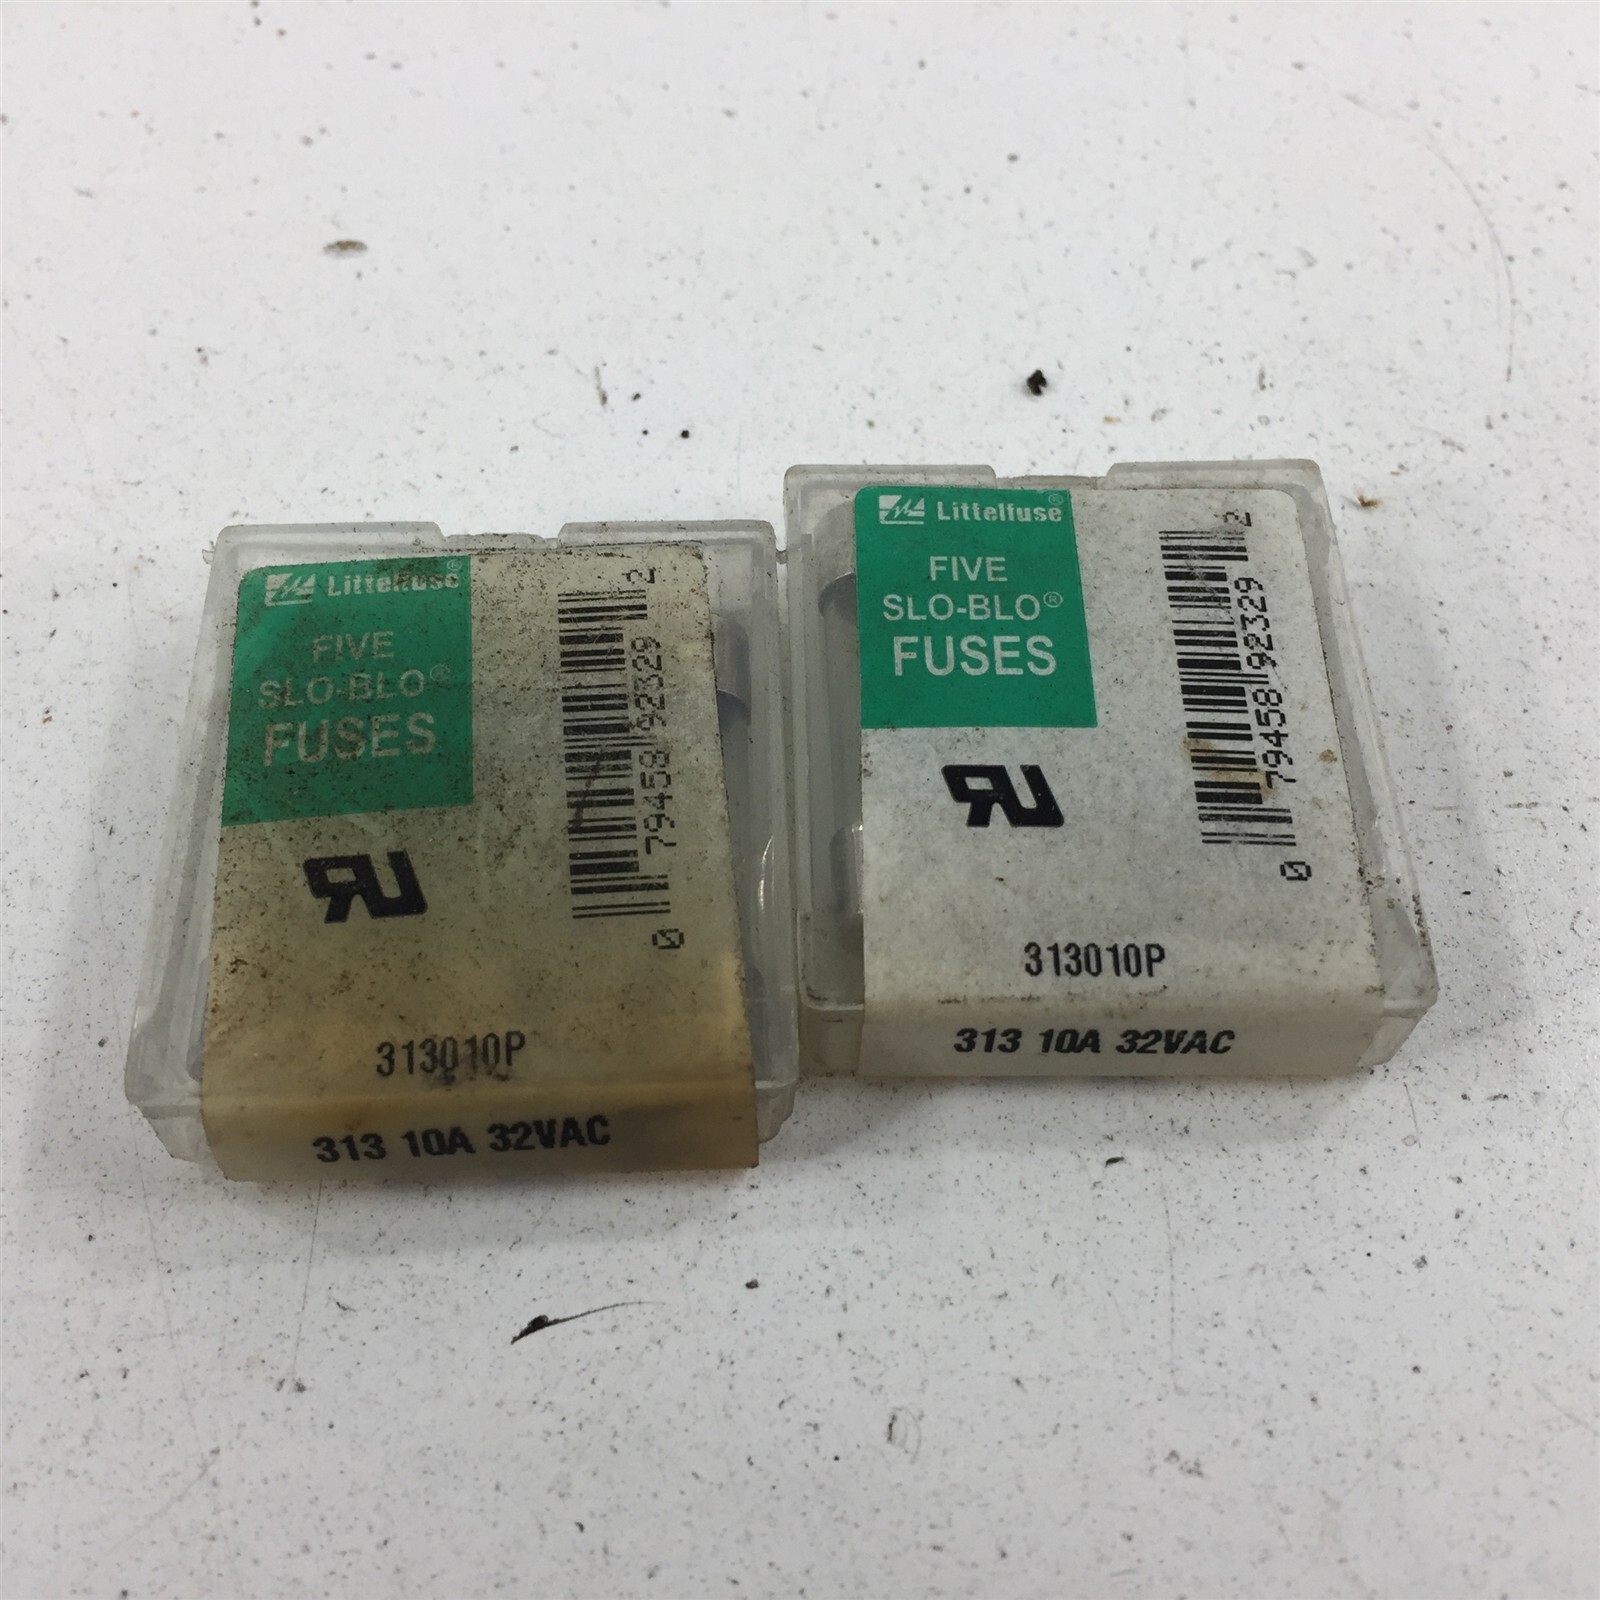 Littelfuse®
FIVE
SLO-BLO®
FUSES
0 79458 92329 2
313010P
313 10A 32VAC
Littelfuse®
FIVE
SLO-BLO®
FUSES
0 79458 92329 2
313010P
313 10A 32VAC